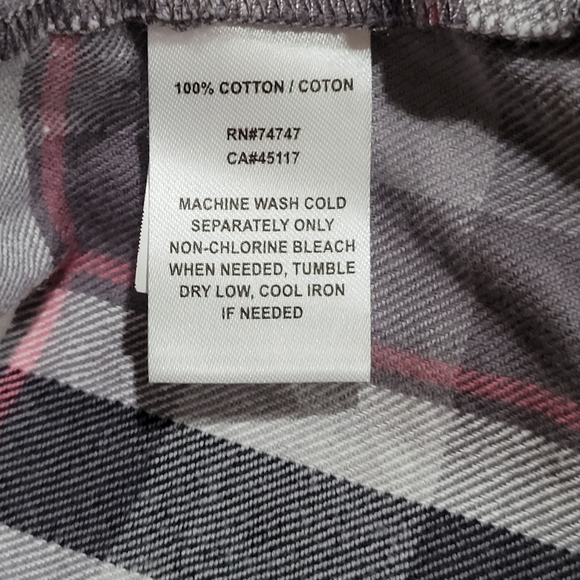 100% COTTON / COTON
RN#74747
CA#45117
MACHINE WASH COLD
SEPARATELY ONLY
NON-CHLORINE BLEACH
WHEN NEEDED, TUMBLE
DRY LOW, COOL IRON
IF NEEDED